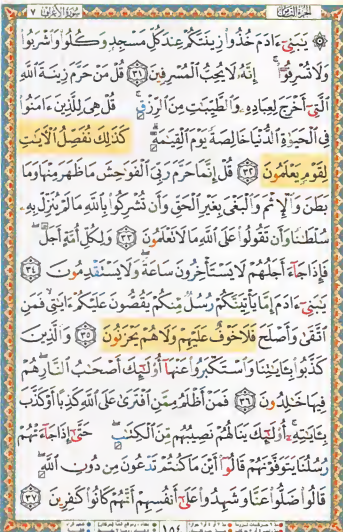 سورة الأعراف ٧
يَٰبَنِىٓ ءَادَمَ خُذُوا۟ زِينَتَكُمْ عِندَ كُلِّ مَسْجِدٍ وَكُلُوا۟ وَٱشْرَبُوا۟
وَلَا تُسْرِفُوٓا۟ إِنَّهُۥ لَا يُحِبُّ ٱلْمُسْرِفِينَ ٣١ قُلْ مَنْ حَرَّمَ زِينَةَ ٱللَّهِ
ٱلَّتِىٓ أَخْرَجَ لِعِبَادِهِۦ وَٱلطَّيِّبَٰتِ مِنَ ٱلرِّزْقِ قُلْ هِىَ لِلَّذِينَ ءَامَنُوا۟
فِى ٱلْحَيَوٰةِ ٱلدُّنْيَا خَالِصَةً يَوْمَ ٱلْقِيَٰمَةِ كَذَٰلِكَ نُفَصِّلُ ٱلْءَايَٰتِ
لِقَوْمٍ يَعْلَمُونَ ٣٢ قُلْ إِنَّمَا حَرَّمَ رَبِّىَ ٱلْفَوَٰحِشَ مَا ظَهَرَ مِنْهَا وَمَا
بَطَنَ وَٱلْإِثْمَ وَٱلْبَغْىَ بِغَيْرِ ٱلْحَقِّ وَأَن تُشْرِكُوا۟ بِٱللَّهِ مَا لَمْ يُنَزِّلْ بِهِۦ
سُلْطَٰنًا وَأَن تَقُولُوا۟ عَلَى ٱللَّهِ مَا لَا تَعْلَمُونَ ٣٣ وَلِكُلِّ أُمَّةٍ أَجَلٌ
فَإِذَا جَآءَ أَجَلُهُمْ لَا يَسْتَأْخِرُونَ سَاعَةً وَلَا يَسْتَقْدِمُونَ ٣٤
يَٰبَنِىٓ ءَادَمَ إِمَّا يَأْتِيَنَّكُمْ رُسُلٌ مِّنكُمْ يَقُصُّونَ عَلَيْكُمْ ءَايَٰتِى فَمَنِ
ٱتَّقَىٰ وَأَصْلَحَ فَلَا خَوْفٌ عَلَيْهِمْ وَلَا هُمْ يَحْزَنُونَ ٣٥ وَٱلَّذِينَ
كَذَّبُوا۟ بِـَٔايَٰتِنَا وَٱسْتَكْبَرُوا۟ عَنْهَآ أُو۟لَٰٓئِكَ أَصْحَٰبُ ٱلنَّارِ هُمْ
فِيهَا خَٰلِدُونَ ٣٦ فَمَنْ أَظْلَمُ مِمَّنِ ٱفْتَرَىٰ عَلَى ٱللَّهِ كَذِبًا أَوْ كَذَّبَ
بِـَٔايَٰتِهِۦٓ أُو۟لَٰٓئِكَ يَنَالُهُمْ نَصِيبُهُم مِّنَ ٱلْكِتَٰبِ حَتَّىٰٓ إِذَا جَآءَتْهُمْ
رُسُلُنَا يَتَوَفَّوْنَهُمْ قَالُوٓا۟ أَيْنَ مَا كُنتُمْ تَدْعُونَ مِن دُونِ ٱللَّهِ
قَالُوا۟ ضَلُّوا۟ عَنَّا وَشَهِدُوا۟ عَلَىٰٓ أَنفُسِهِمْ أَنَّهُمْ كَانُوا۟ كَٰفِرِينَ ٣٧
١٥٤